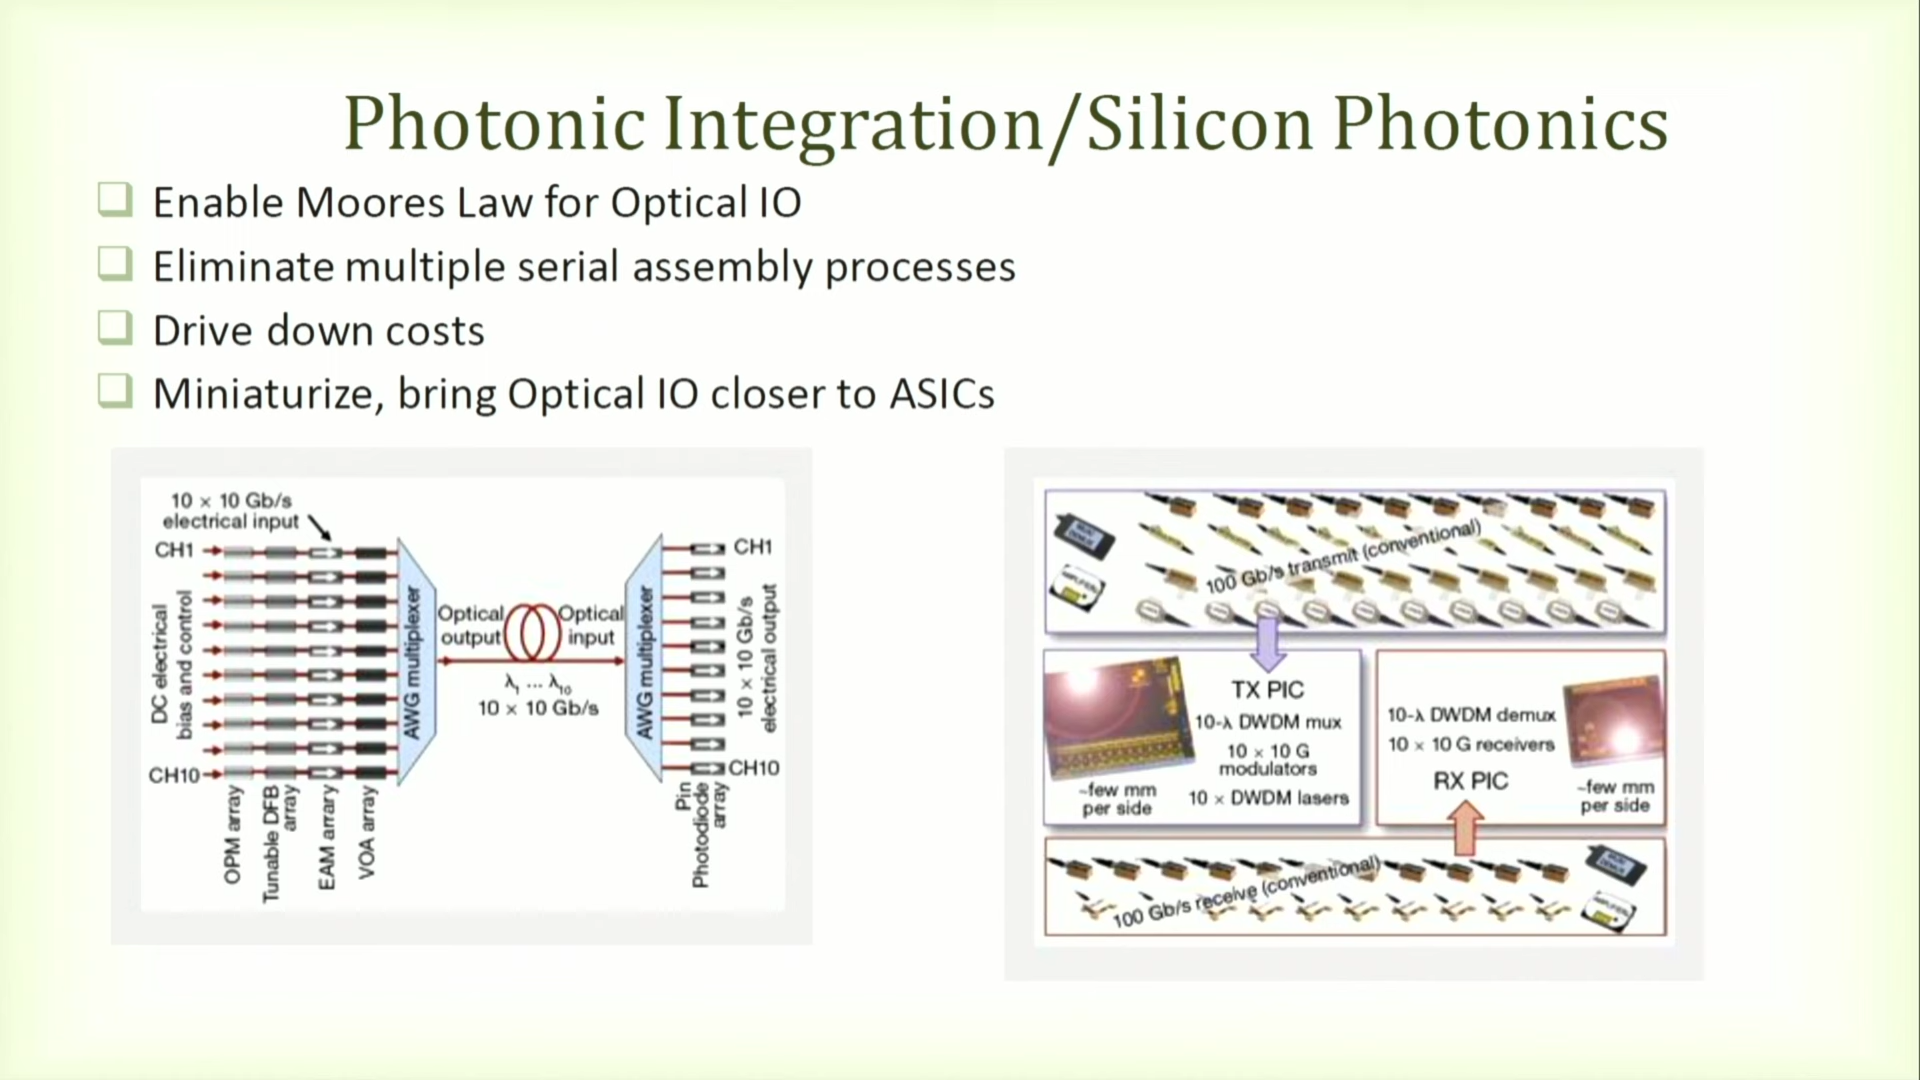 Photonic Integration/Silicon Photonics
Enable Moores Law for Optical IO
Eliminate multiple serial assembly processes
Drive down costs
Miniaturize, bring Optical IO closer to ASICs
10 × 10 Gb/s
electrical input
CH1
CH10
DC electrical
bias and control
OPM array
Tunable DFB
array
EAM arrary
VOA array
AWG multiplexer
Optical
output
Optical
input
λ1 ... λ10
10 × 10 Gb/s
AWG multiplexer
CH1
10 × 10 Gb/s
electrical output
CH10
Pin
Photodiode
array
100 Gb/s transmit (conventional)
AMPLIFIER
TX PIC
10-λ DWDM mux
10 × 10 G
modulators
10 × DWDM lasers
~few mm
per side
10-λ DWDM demux
10 × 10 G receivers
RX PIC
~few mm
per side
100 Gb/s receive (conventional)
AMPLIFIER